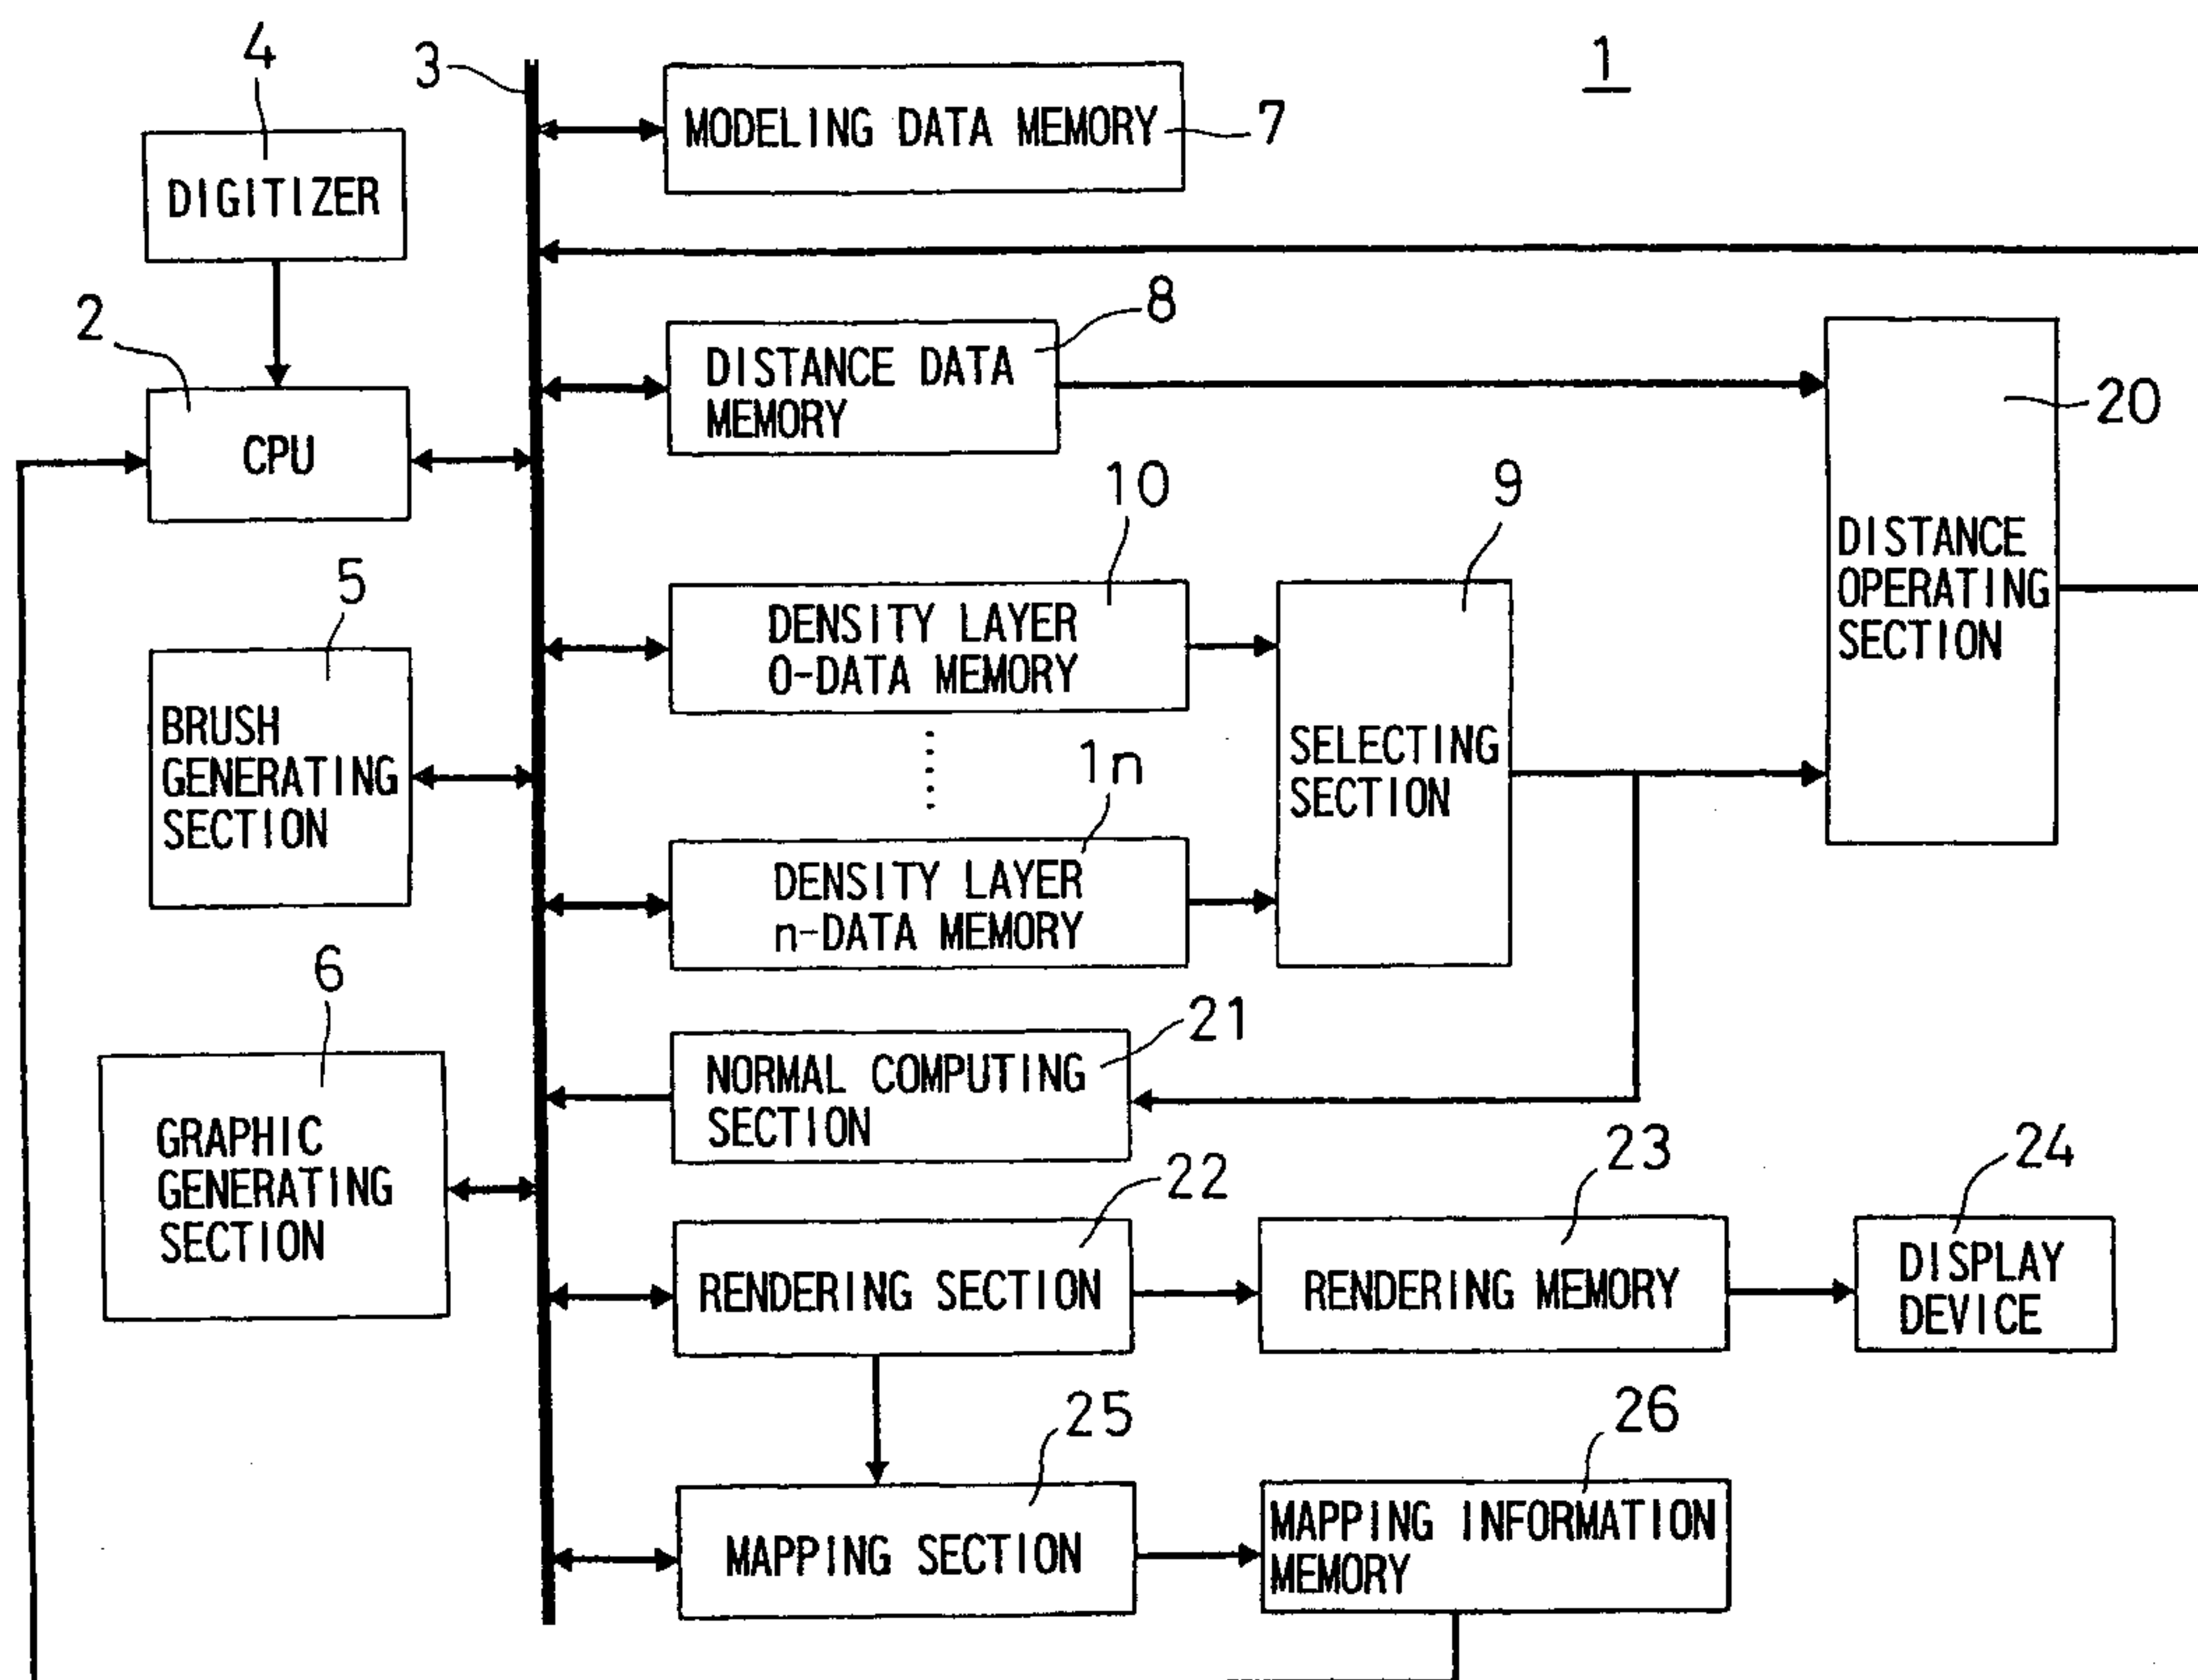 1
4
3
MODELING DATA MEMORY
7
DIGITIZER
2
8
DISTANCE DATA
MEMORY
20
CPU
10
9
DISTANCE
OPERATING
SECTION
5
DENSITY LAYER
0-DATA MEMORY
BRUSH
GENERATING
SECTION
SELECTING
SECTION
1n
DENSITY LAYER
n-DATA MEMORY
6
21
NORMAL COMPUTING
SECTION
GRAPHIC
GENERATING
SECTION
22
23
24
RENDERING SECTION
RENDERING MEMORY
DISPLAY
DEVICE
25
26
MAPPING SECTION
MAPPING INFORMATION
MEMORY